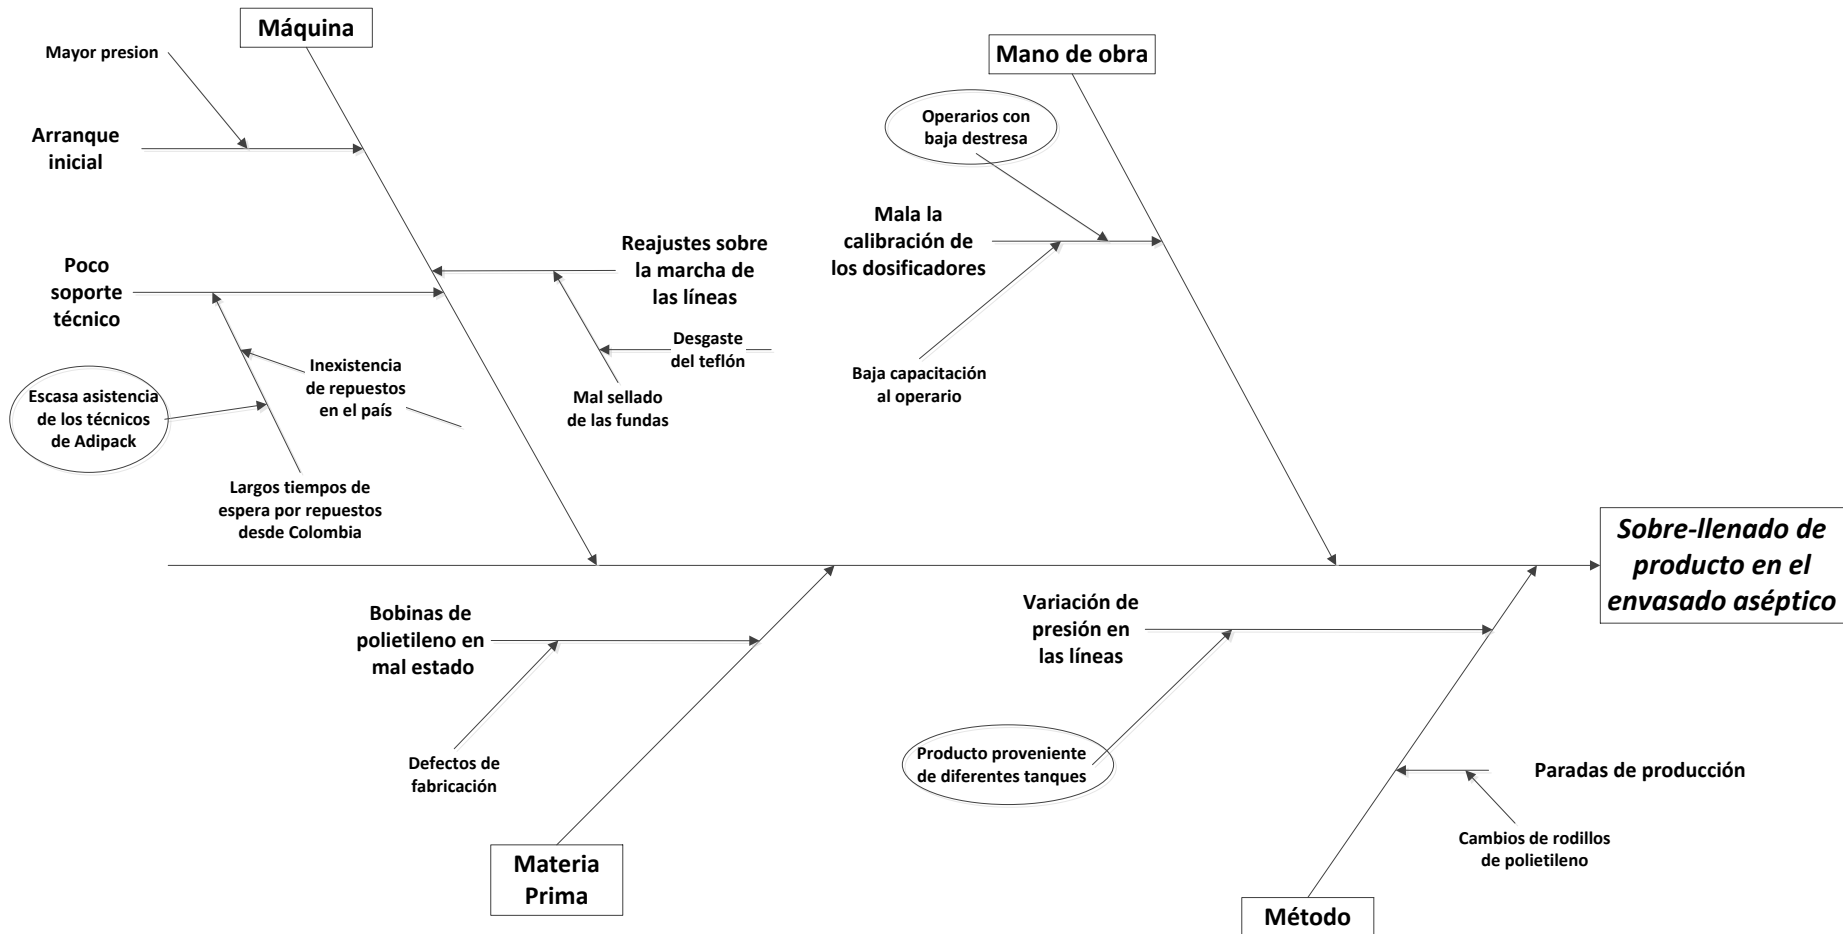 Máquina
Mayor presion
Arranque
inicial
Poco
soporte
técnico
Reajustes sobre
la marcha de
las líneas
Desgaste
del teflón
Mal sellado
de las fundas
Inexistencia
de repuestos
en el país
Escasa asistencia
de los técnicos
de Adipack
Largos tiempos de
espera por repuestos
desde Colombia
Mano de obra
Operarios con
baja destresa
Mala la
calibración de
los dosificadores
Baja capacitación
al operario
Sobre-llenado de
producto en el
envasado aséptico
Bobinas de
polietileno en
mal estado
Defectos de
fabricación
Materia
Prima
Variación de
presión en
las líneas
Producto proveniente
de diferentes tanques
Paradas de producción
Cambios de rodillos
de polietileno
Método